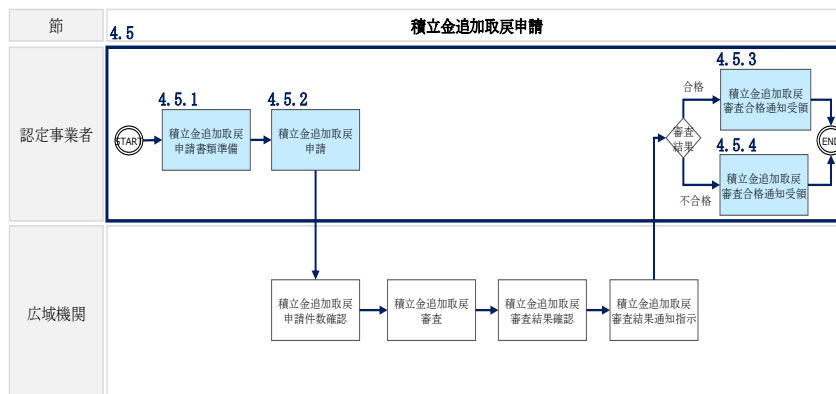 節
4.5
積立金追加取戻申請
認定事業者
START
4.5.1
積立金追加取戻
申請書類準備
4.5.2
積立金追加取戻
申請
審査
結果
合格
不合格
4.5.3
積立金追加取戻
審査合格通知受領
4.5.4
積立金追加取戻
審査合格通知受領
END
広域機関
積立金追加取戻
申請件数確認
積立金追加取戻
審査
積立金追加取戻
審査結果確認
積立金追加取戻
審査結果通知指示